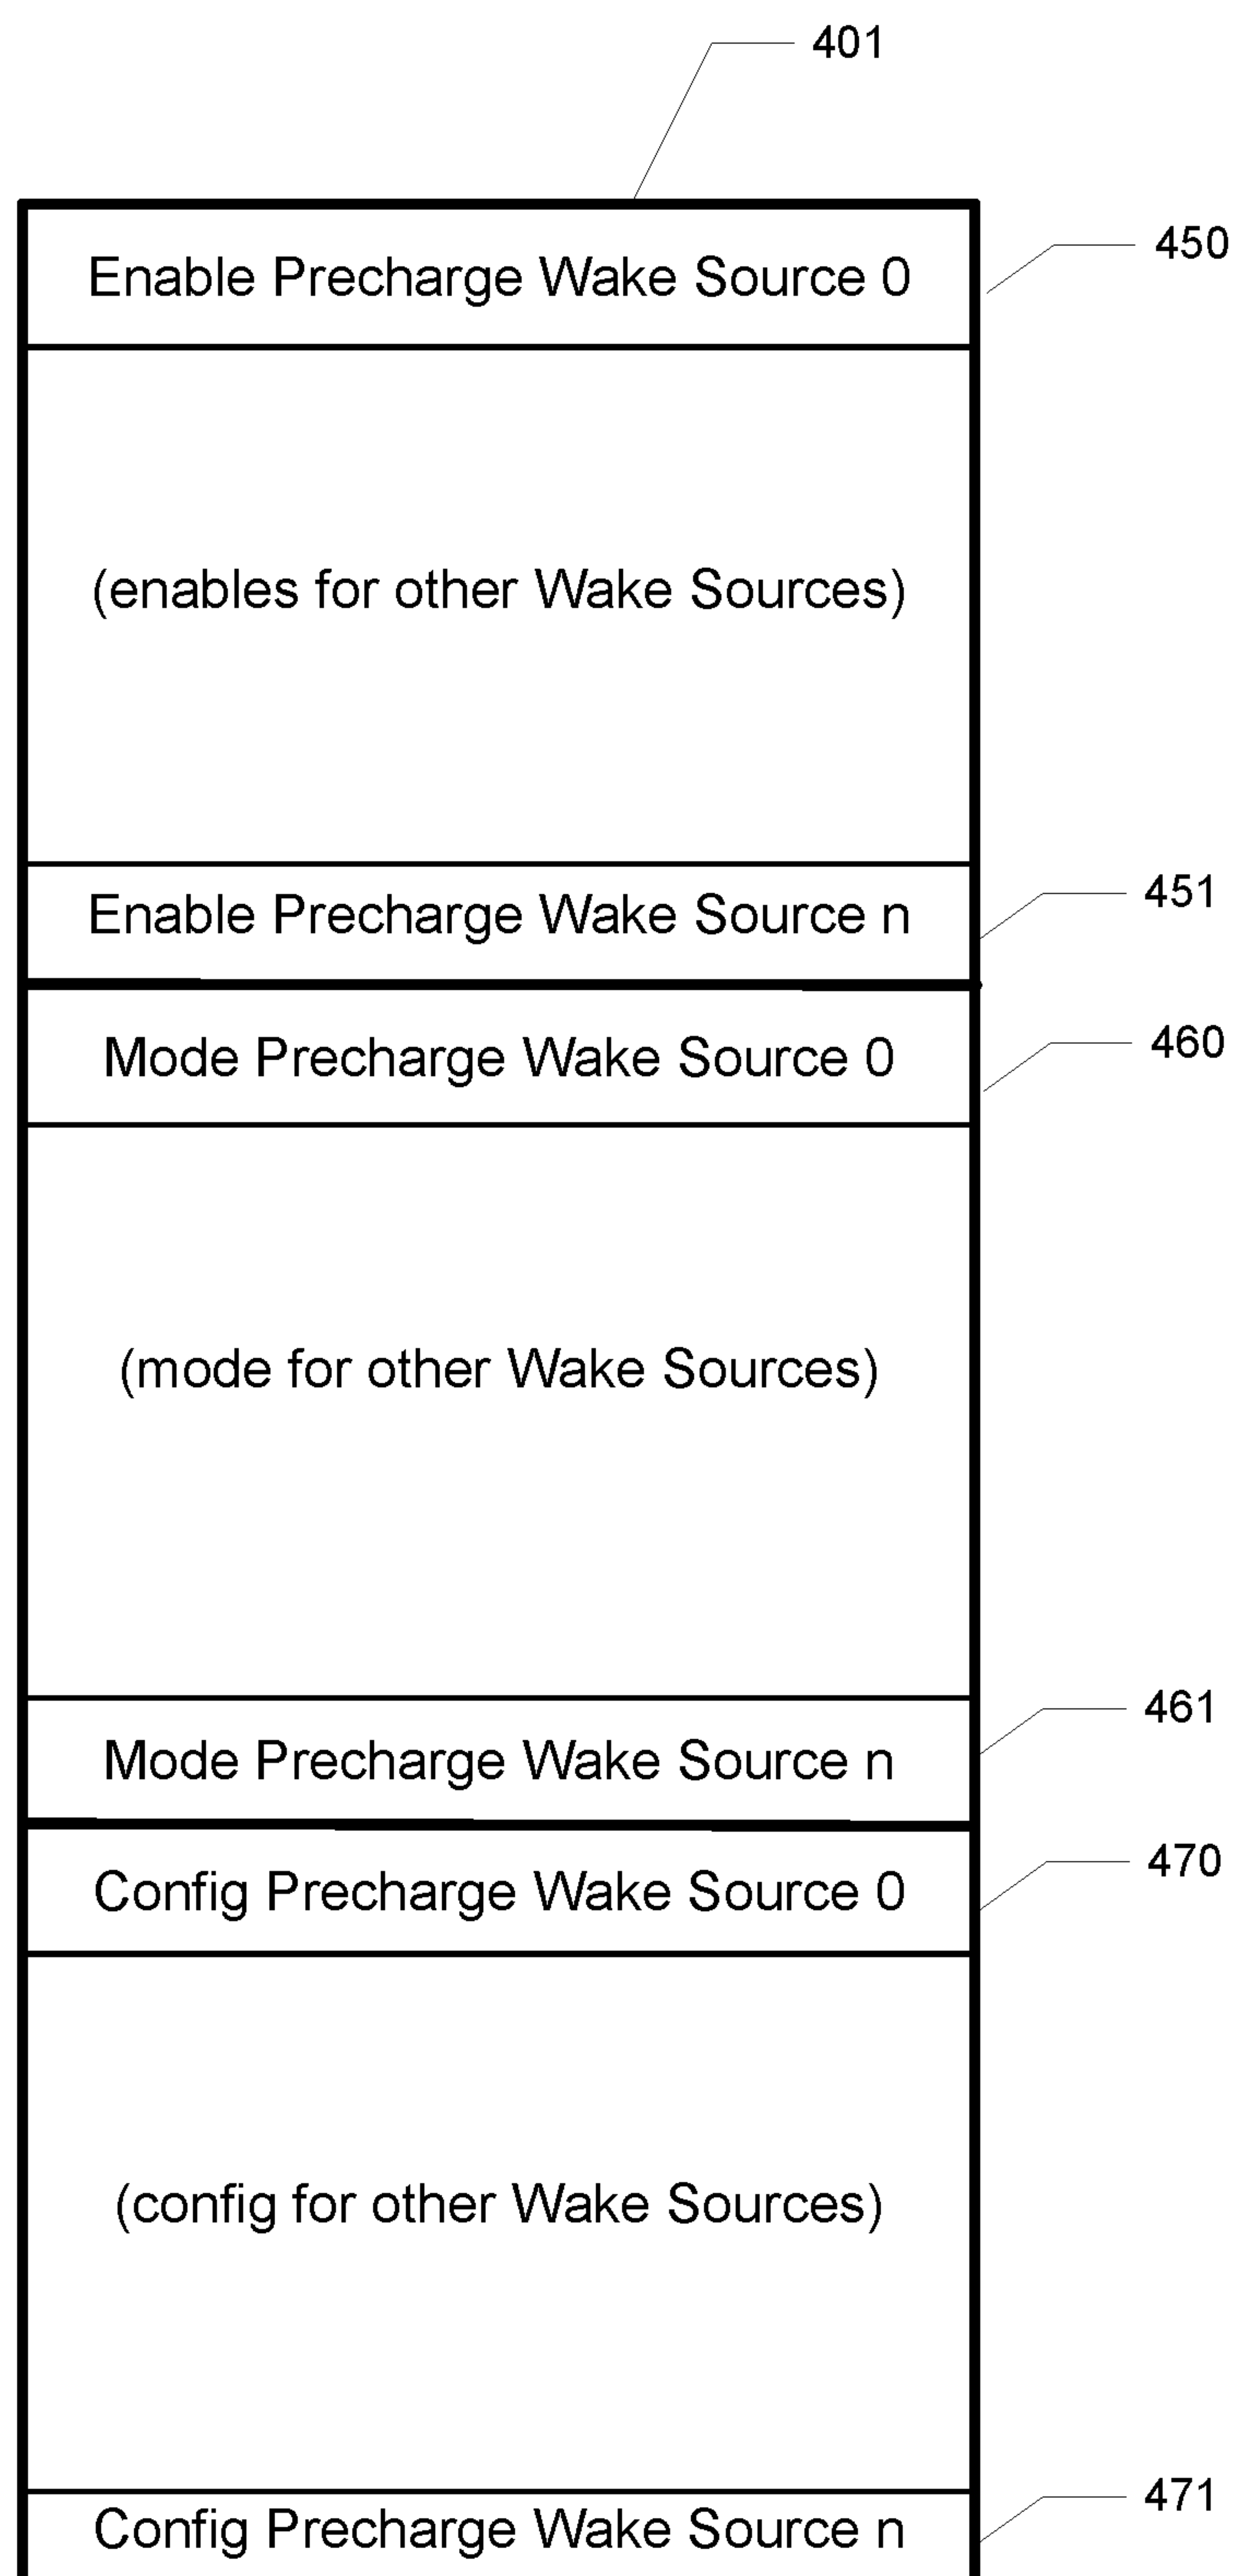 401
Enable Precharge Wake Source 0
450
(enables for other Wake Sources)
Enable Precharge Wake Source n
451
Mode Precharge Wake Source 0
460
(mode for other Wake Sources)
Mode Precharge Wake Source n
461
Config Precharge Wake Source 0
470
(config for other Wake Sources)
Config Precharge Wake Source n
471